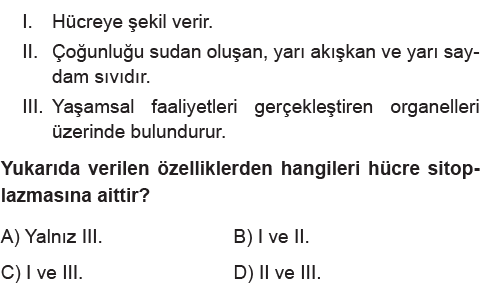 I. Hücreye şekil verir.
II. Çoğunluğu sudan oluşan, yarı akışkan ve yarı say-
dam sıvıdır.
III. Yaşamsal faaliyetleri gerçekleştiren organelleri
üzerinde bulundurur.
Yukarıda verilen özelliklerden hangileri hücre sitop-
lazmasına aittir?
A) Yalnız III. B) I ve II.
C) I ve III. D) II ve III.